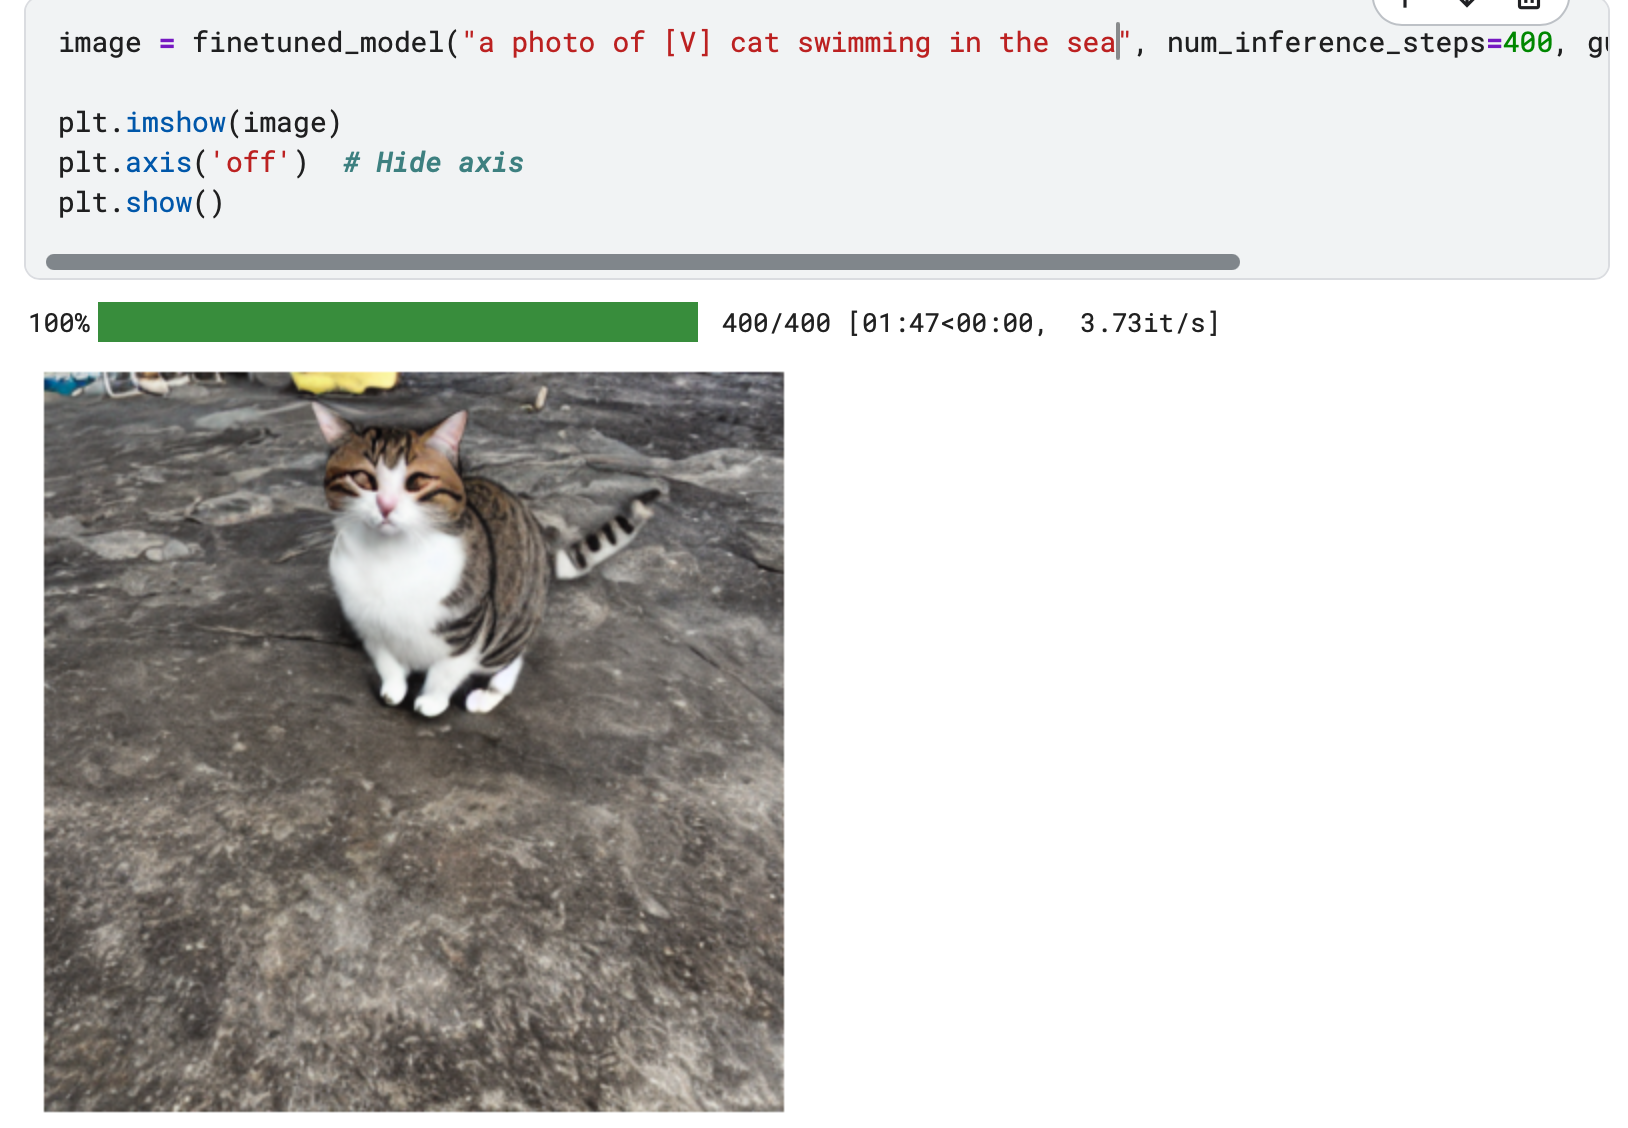 image = finetuned_model("a photo of [V] cat swimming in the sea", num_inference_steps=400, gu
plt.imshow(image)
plt.axis('off')  # Hide axis
plt.show()
100% 400/400 [01:47<00:00,  3.73it/s]